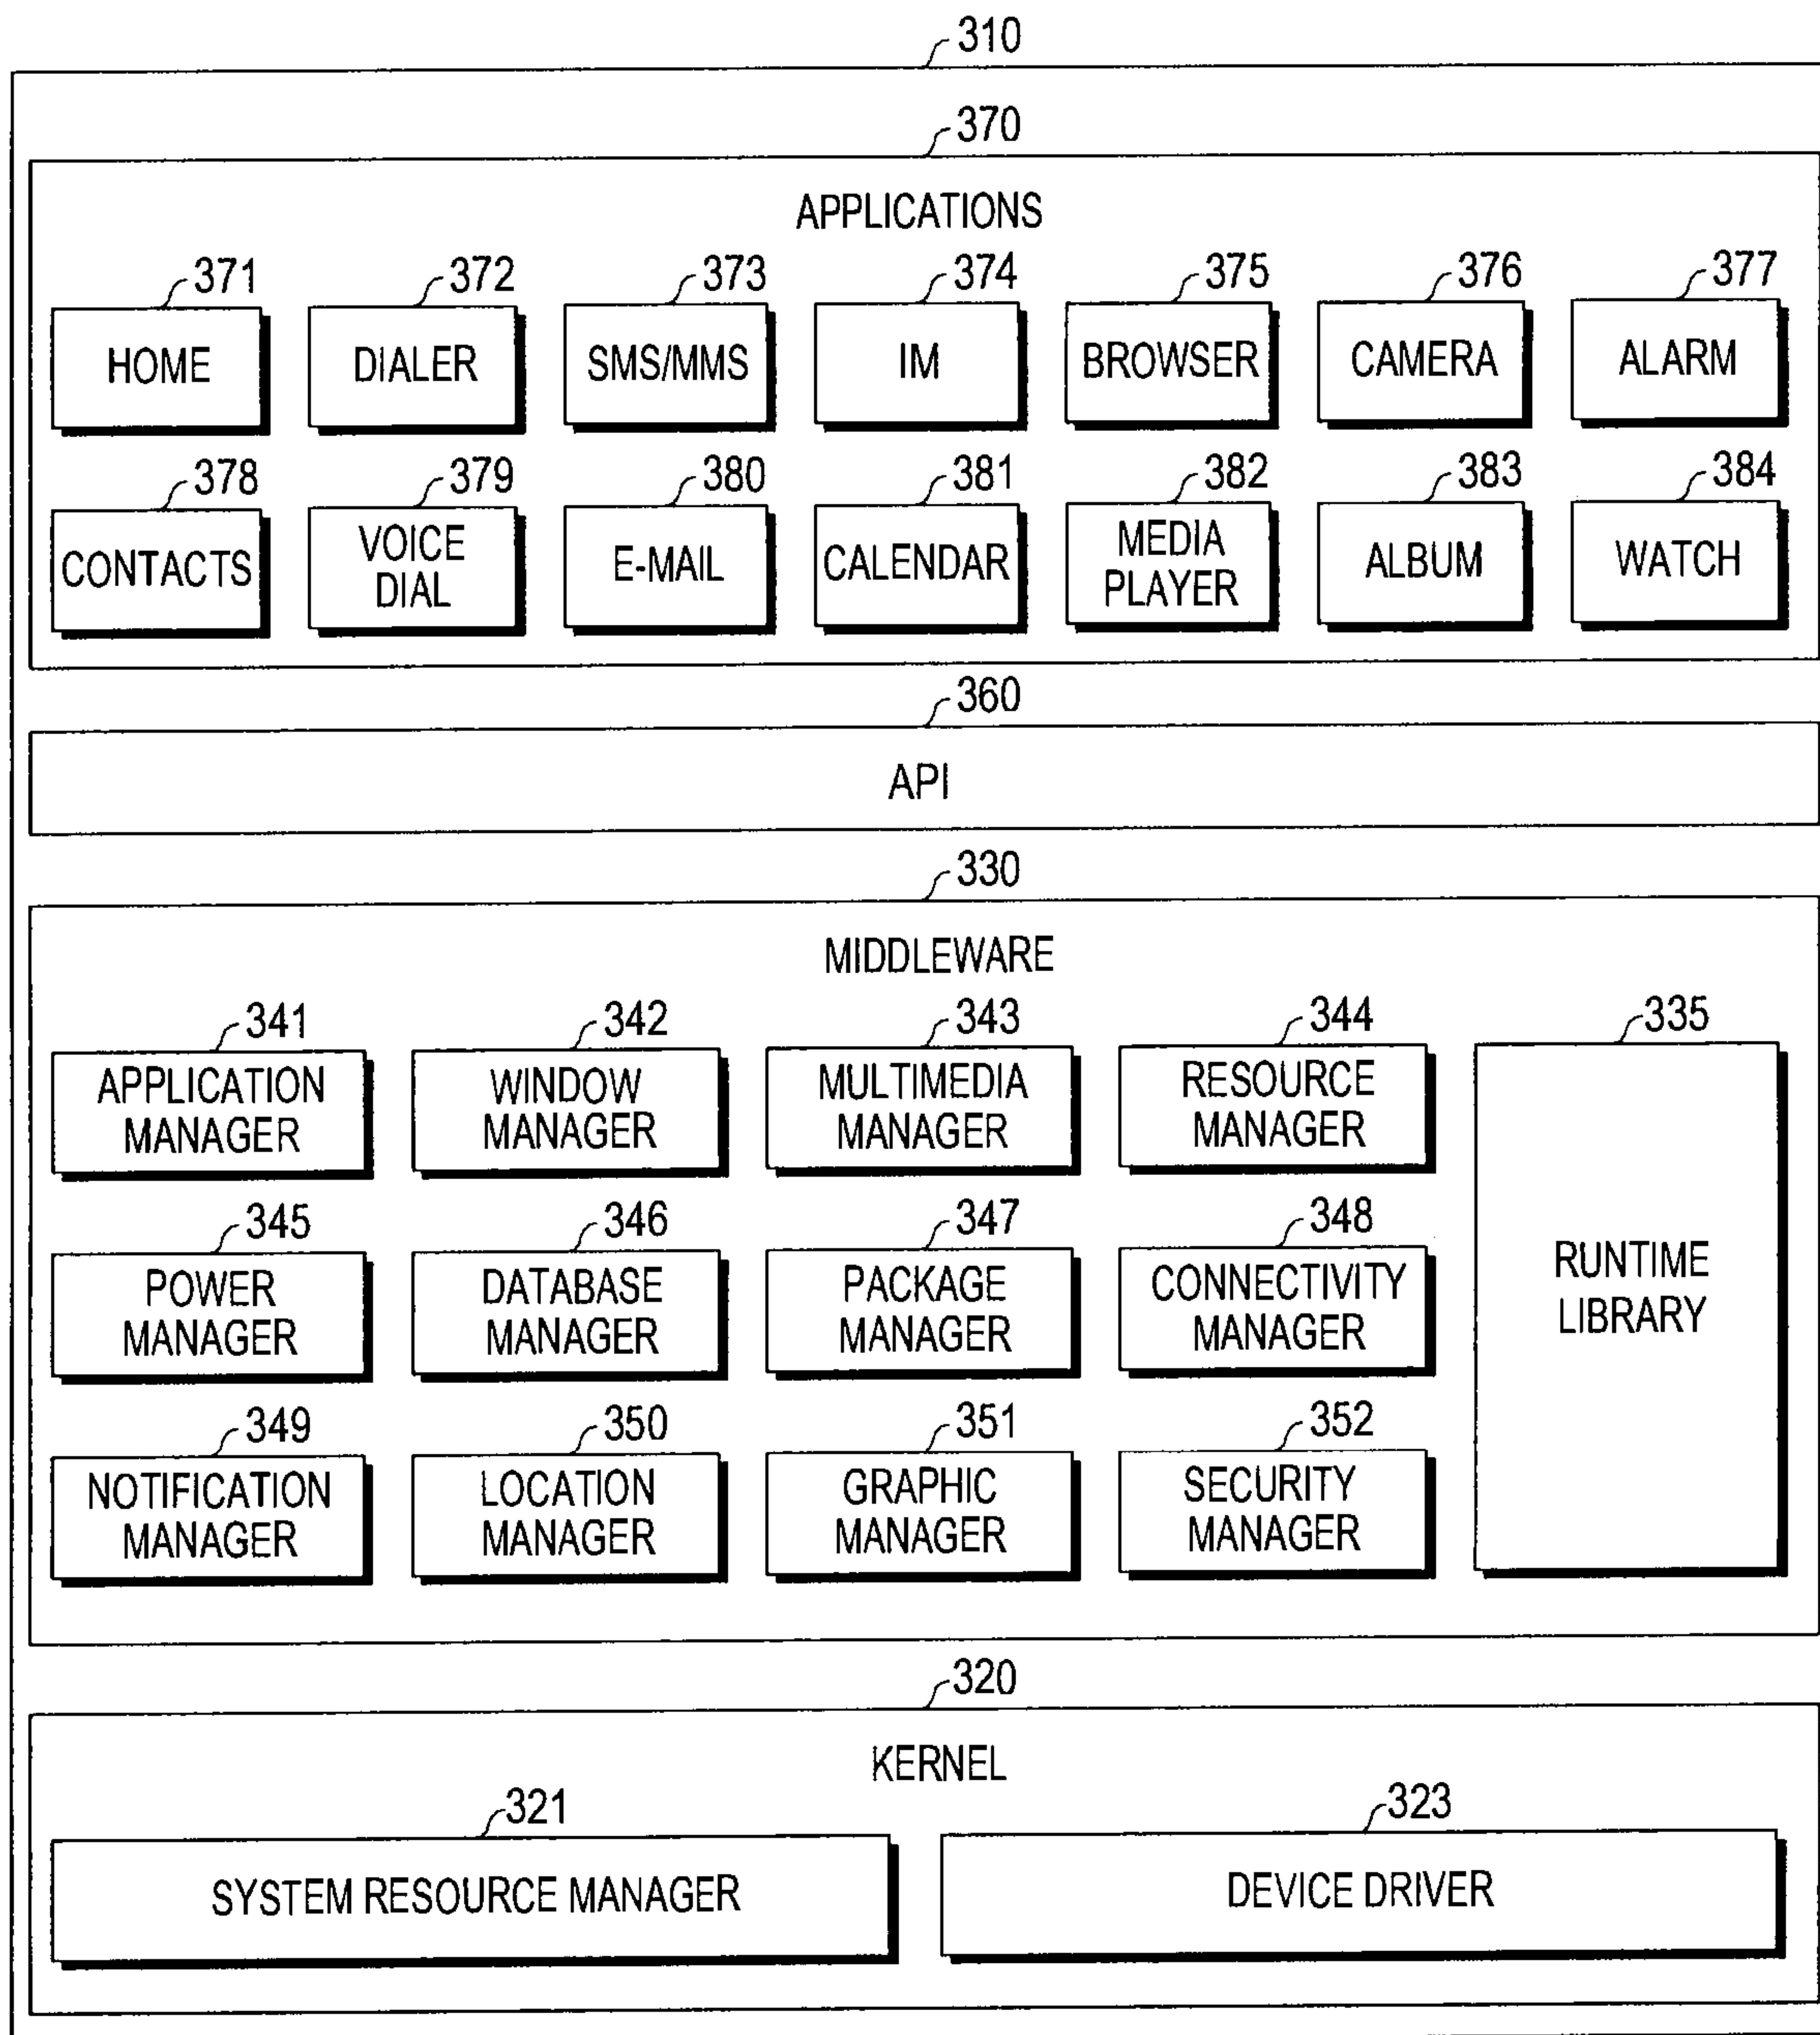 310
370
APPLICATIONS
371 372 373 374 375 376 377
HOME DIALER SMS/MMS IM BROWSER CAMERA ALARM
378 379 380 381 382 383 384
CONTACTS VOICE DIAL E-MAIL CALENDAR MEDIA PLAYER ALBUM WATCH
360
API
330
MIDDLEWARE
341 342 343 344 335
APPLICATION MANAGER WINDOW MANAGER MULTIMEDIA MANAGER RESOURCE MANAGER
345 346 347 348
POWER MANAGER DATABASE MANAGER PACKAGE MANAGER CONNECTIVITY MANAGER RUNTIME LIBRARY
349 350 351 352
NOTIFICATION MANAGER LOCATION MANAGER GRAPHIC MANAGER SECURITY MANAGER
320
KERNEL
321 323
SYSTEM RESOURCE MANAGER DEVICE DRIVER